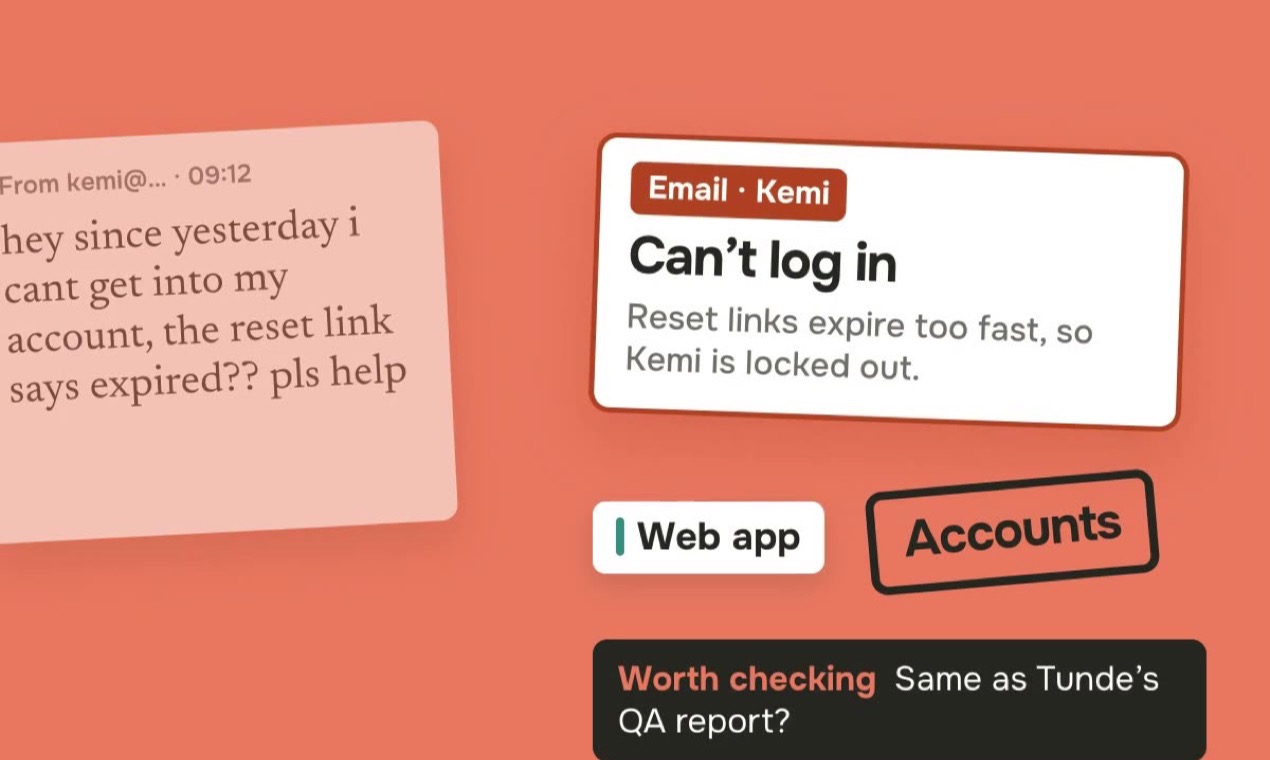 From kemi@... · 09:12
hey since yesterday i
cant get into my
account, the reset link
says expired?? pls help
Email · Kemi
Can’t log in
Reset links expire too fast, so
Kemi is locked out.
Web app
Accounts
Worth checking Same as Tunde’s
QA report?